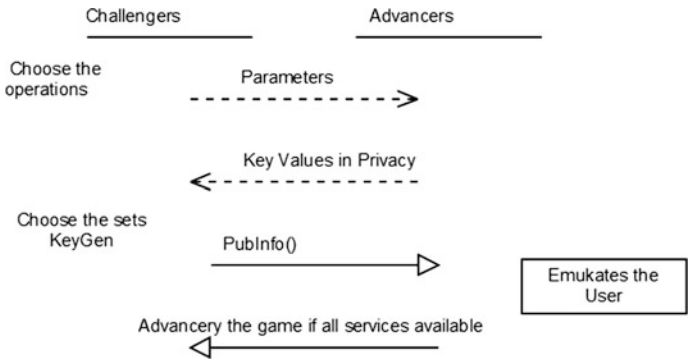 Challengers
Advancers
Choose the
operations
Parameters
Key Values in Privacy
Choose the sets
KeyGen
PubInfo()
Emukates the
User
Advancery the game if all services available